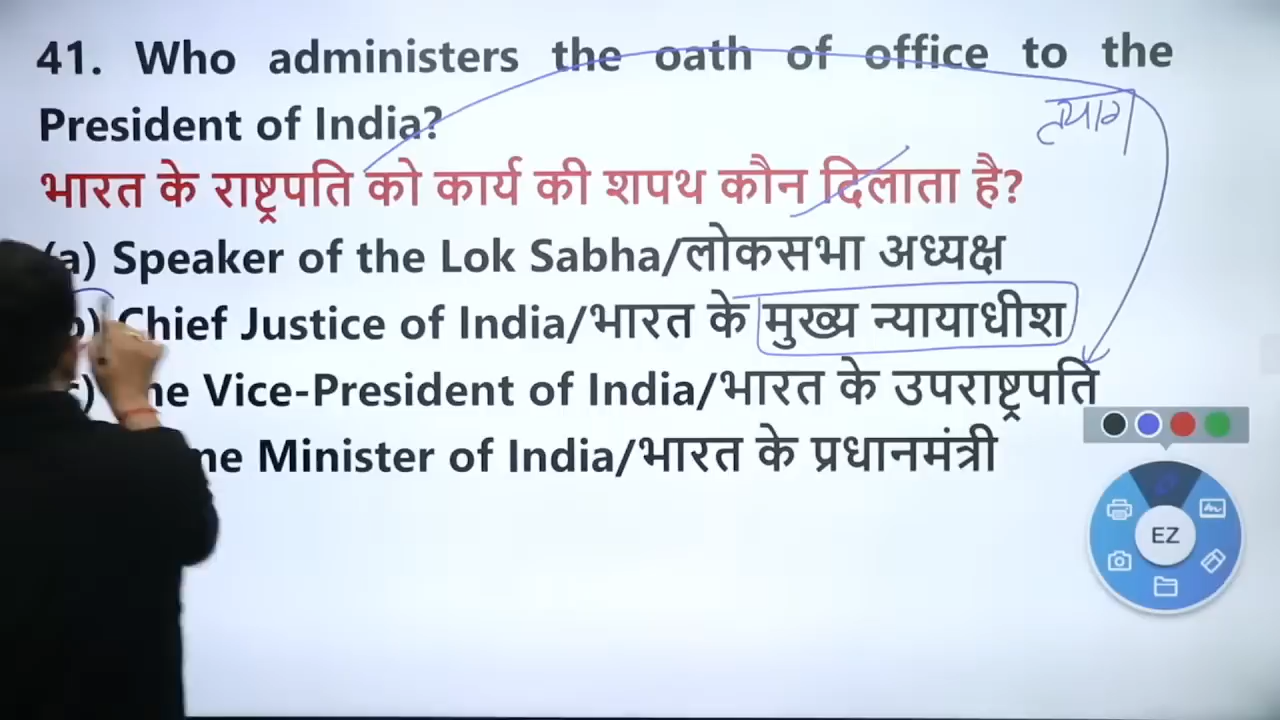 41. Who administers the oath of office to the
President of India?
त्याग
भारत के राष्ट्रपति को कार्य की शपथ कौन दिलाता है?
a) Speaker of the Lok Sabha/लोकसभा अध्यक्ष
Chief Justice of India/भारत के मुख्य न्यायाधीश
Vice-President of India/भारत के उपराष्ट्रपति
Minister of India/भारत के प्रधानमंत्री
EZ